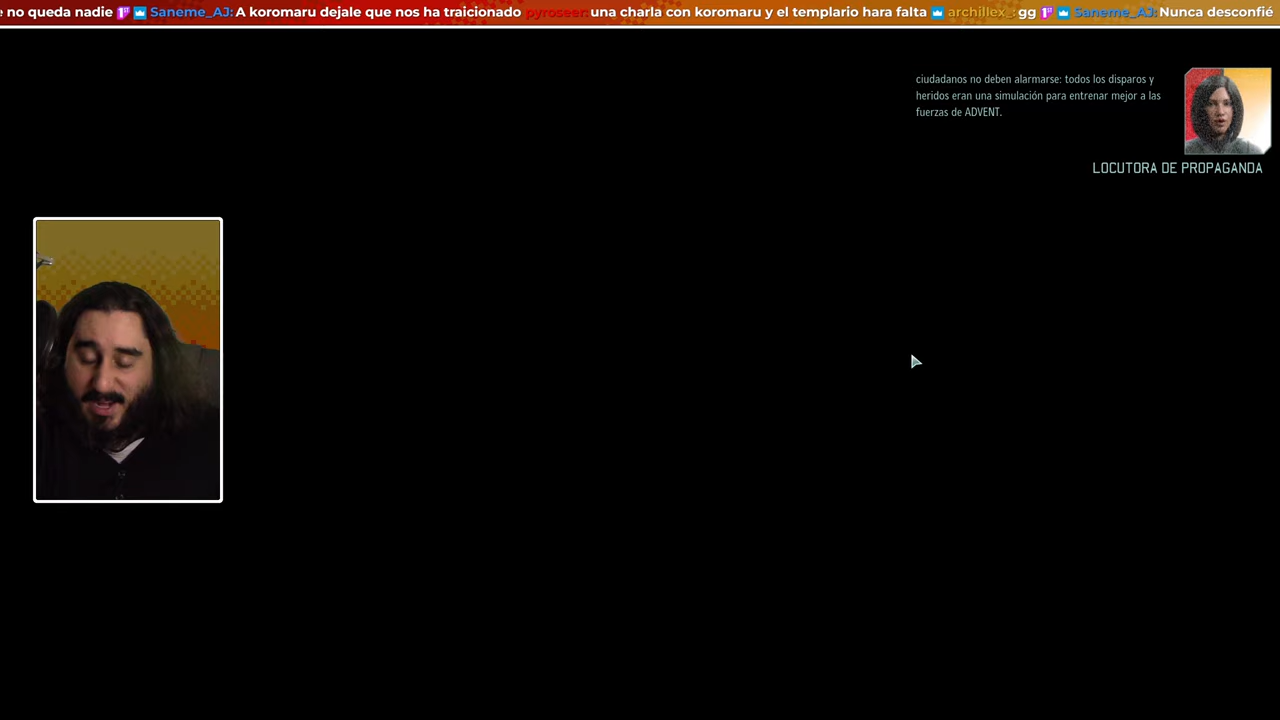 e no queda nadie Saneme_AJ: A koromaru dejale que nos ha traicionado pyroseer: una charla con koromaru y el templario hara falta archillex_: gg Saneme_AJ: Nunca desconfié
ciudadanos no deben alarmarse: todos los disparos y
heridos eran una simulación para entrenar mejor a las
fuerzas de ADVENT.
LOCUTORA DE PROPAGANDA